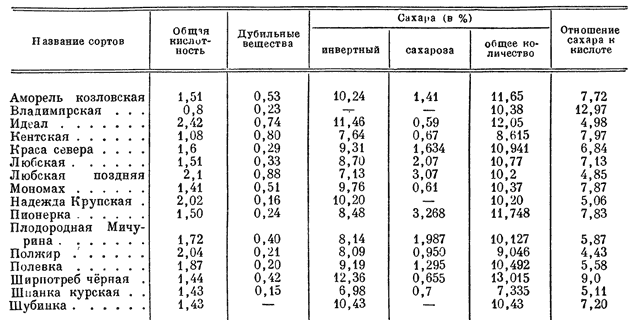 Название сортов Общая кислотность Дубильные вещества Сахара (в %) Отношение сахара к кислоте
инвертный сахароза общее количество
Аморель козловская 1,51 0,53 10,24 1,41 11,65 7,72
Владимирская . . . 0,8 0,23 — — 10,38 12,97
Идеал . . . . . . . 2,42 0,74 11,46 0,59 12,05 4,98
Кентская . . . . . 1,08 0,80 7,64 0,67 8,615 7,97
Краса севера . . . . 1,6 0,29 9,31 1,634 10,941 6,84
Любская . . . . . . 1,51 0,33 8,70 2,07 10,77 7,13
Любская поздняя 2,1 0,88 7,13 3,07 10,2 4,85
Мономах . . . . . 1,41 0,51 9,76 0,61 10,37 7,87
Надежда Крупская . 2,02 0,16 10,20 — 10,20 5,06
Пионерка . . . . . . 1,50 0,24 8,48 3,268 11,748 7,83
Плодородная Мичу-
рина . . . . . . . 1,72 0,40 8,14 1,987 10,127 5,87
Полжир . . . . . . 2,04 0,21 8,09 0,950 9,046 4,43
Полевка . . . . . . 1,87 0,20 9,19 1,295 10,492 5,58
Ширпотреб чёрная . 1,44 0,42 12,36 0,655 13,015 9,0
Шпанка курская . . . 1,43 0,15 6,98 0,7 7,335 5,11
Шубинка . . . . . . 1,43 — 10,43 — 10,43 7,20